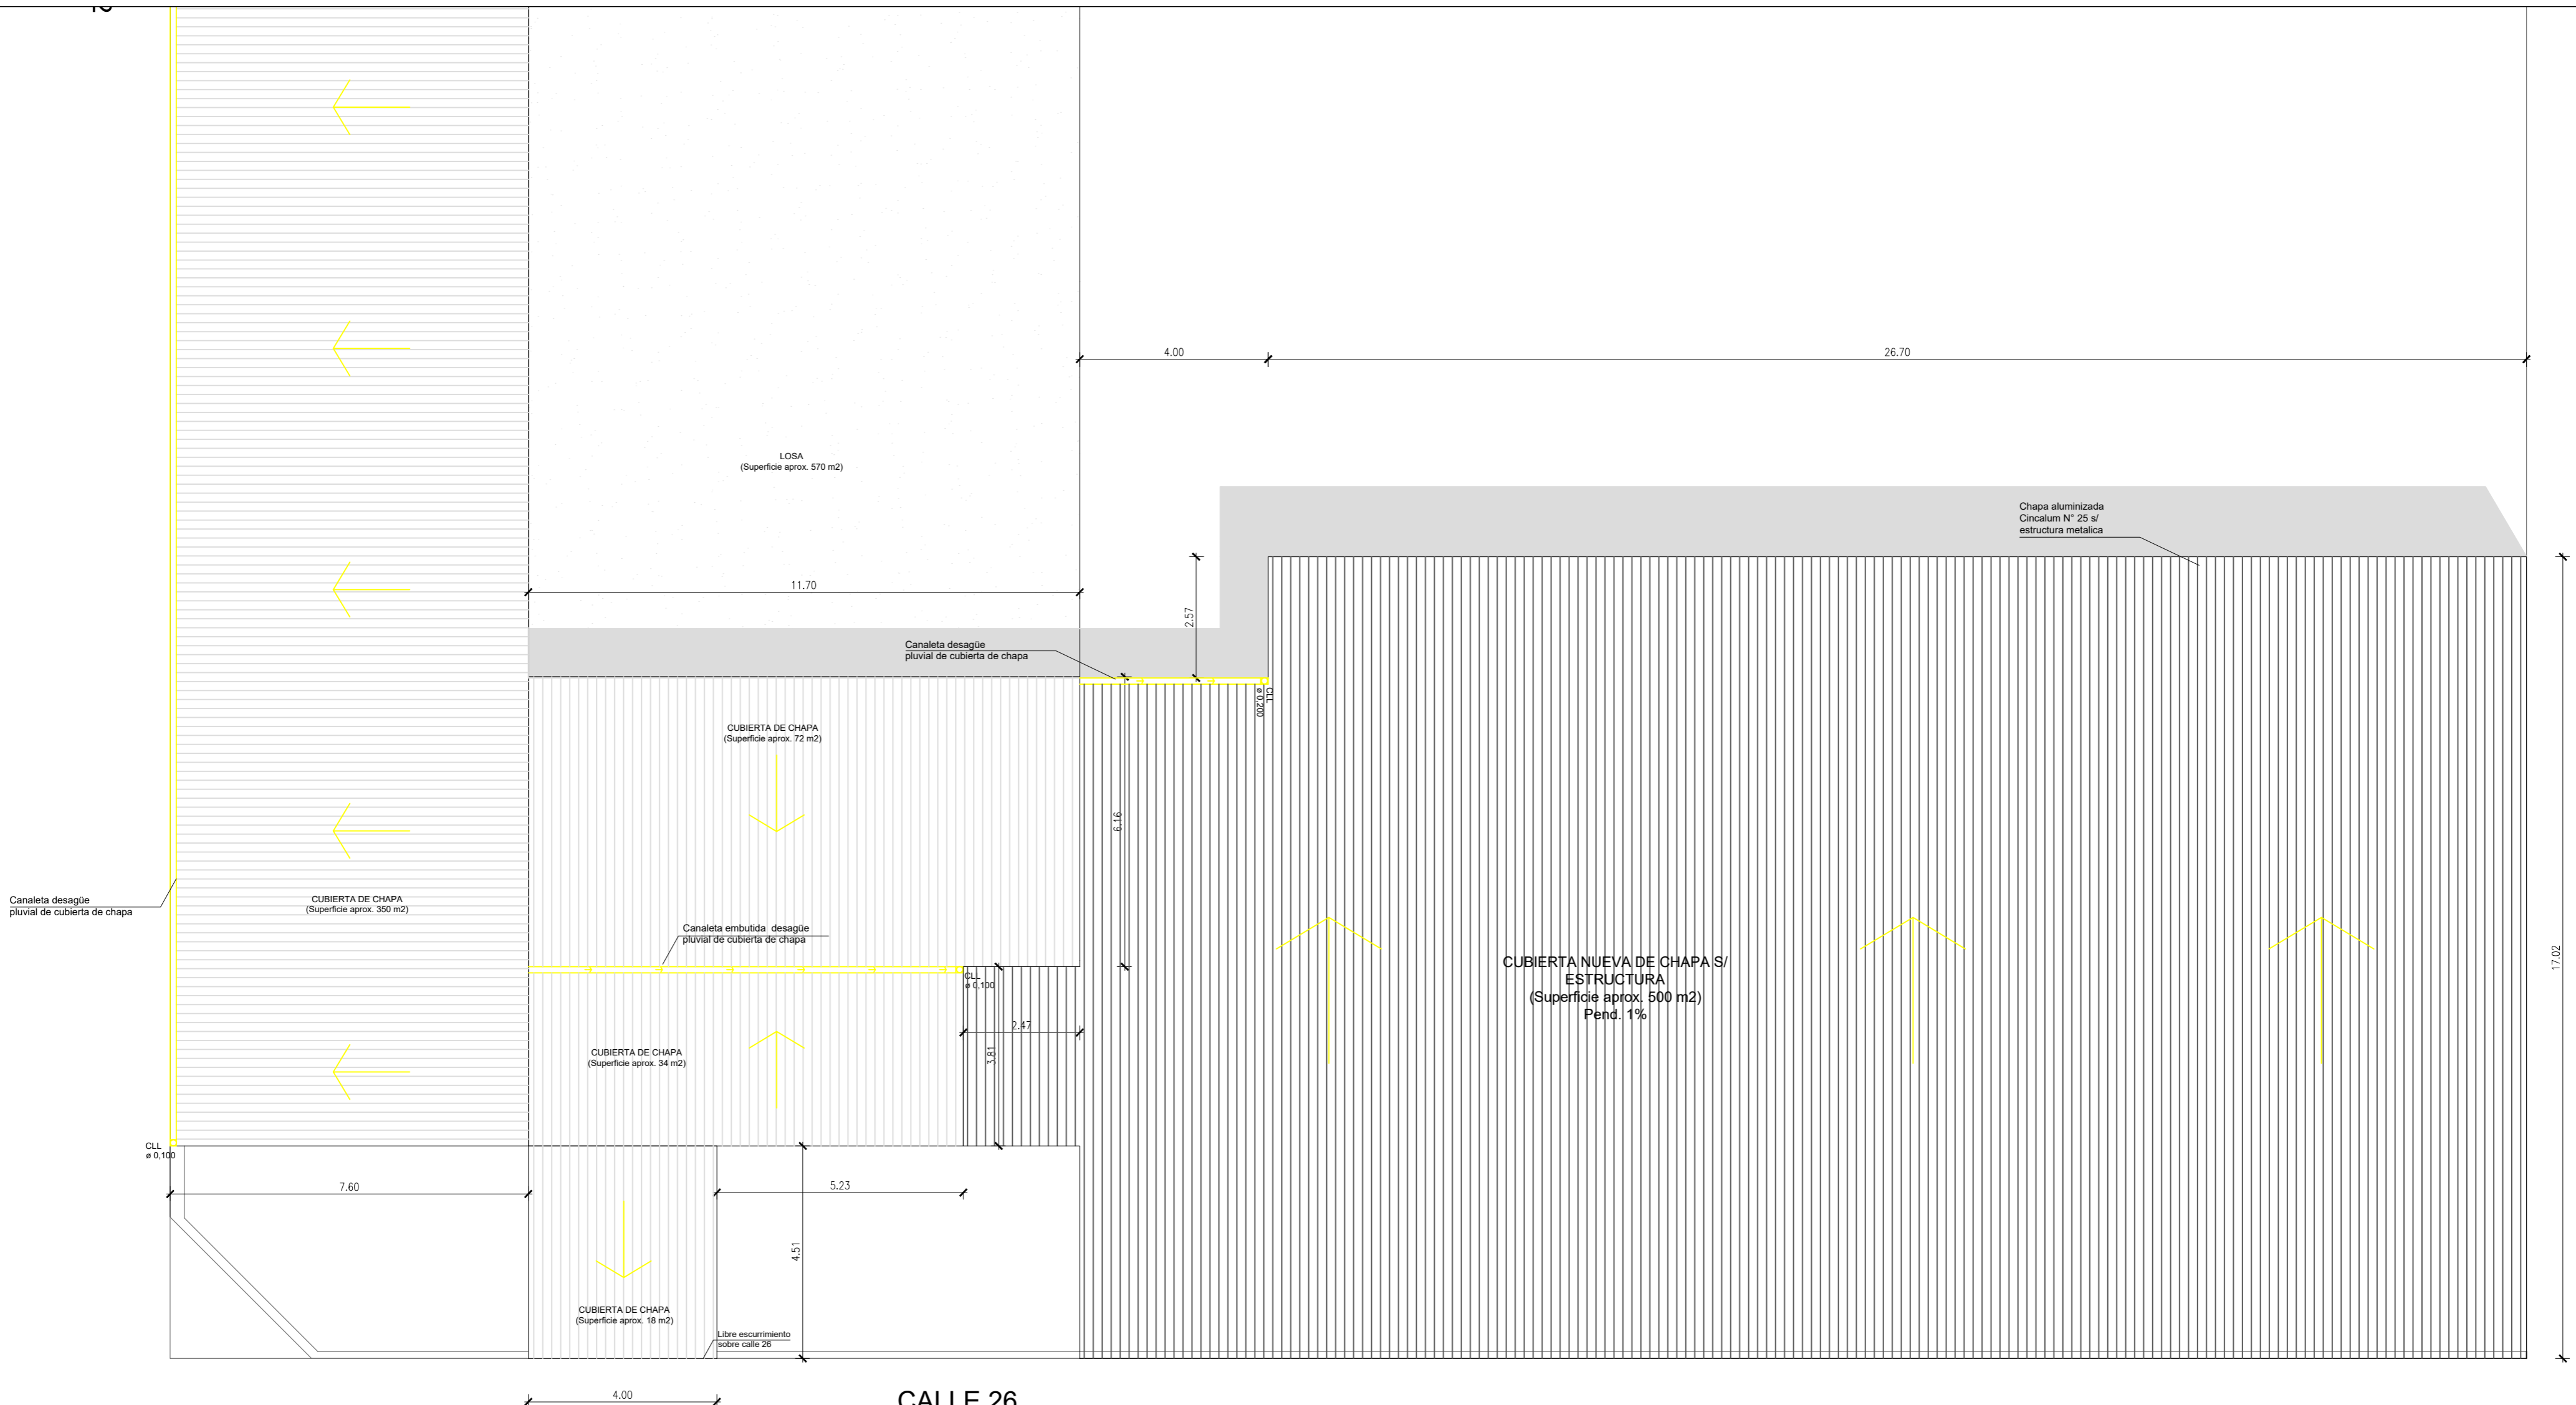 4.00
26.70
LOSA
(Superficie aprox. 570 m2)
Chapa aluminizada
Cincalum N° 25 s/
estructura metalica
11.70
2.57
Canaleta desagüe
pluvial de cubierta de chapa
CLL
ø 0,200
CUBIERTA DE CHAPA
(Superficie aprox. 72 m2)
6.16
Canaleta desagüe
pluvial de cubierta de chapa
CUBIERTA DE CHAPA
(Superficie aprox. 350 m2)
Canaleta embutida desagüe
pluvial de cubierta de chapa
CLL
ø 0,100
CUBIERTA NUEVA DE CHAPA S/
ESTRUCTURA
(Superficie aprox. 500 m2)
Pend. 1%
17.02
2.47
3.81
CUBIERTA DE CHAPA
(Superficie aprox. 34 m2)
CLL
ø 0,100
7.60
5.23
4.51
CUBIERTA DE CHAPA
(Superficie aprox. 18 m2)
Libre escurrimiento
sobre calle 26
4.00
CALLE 26